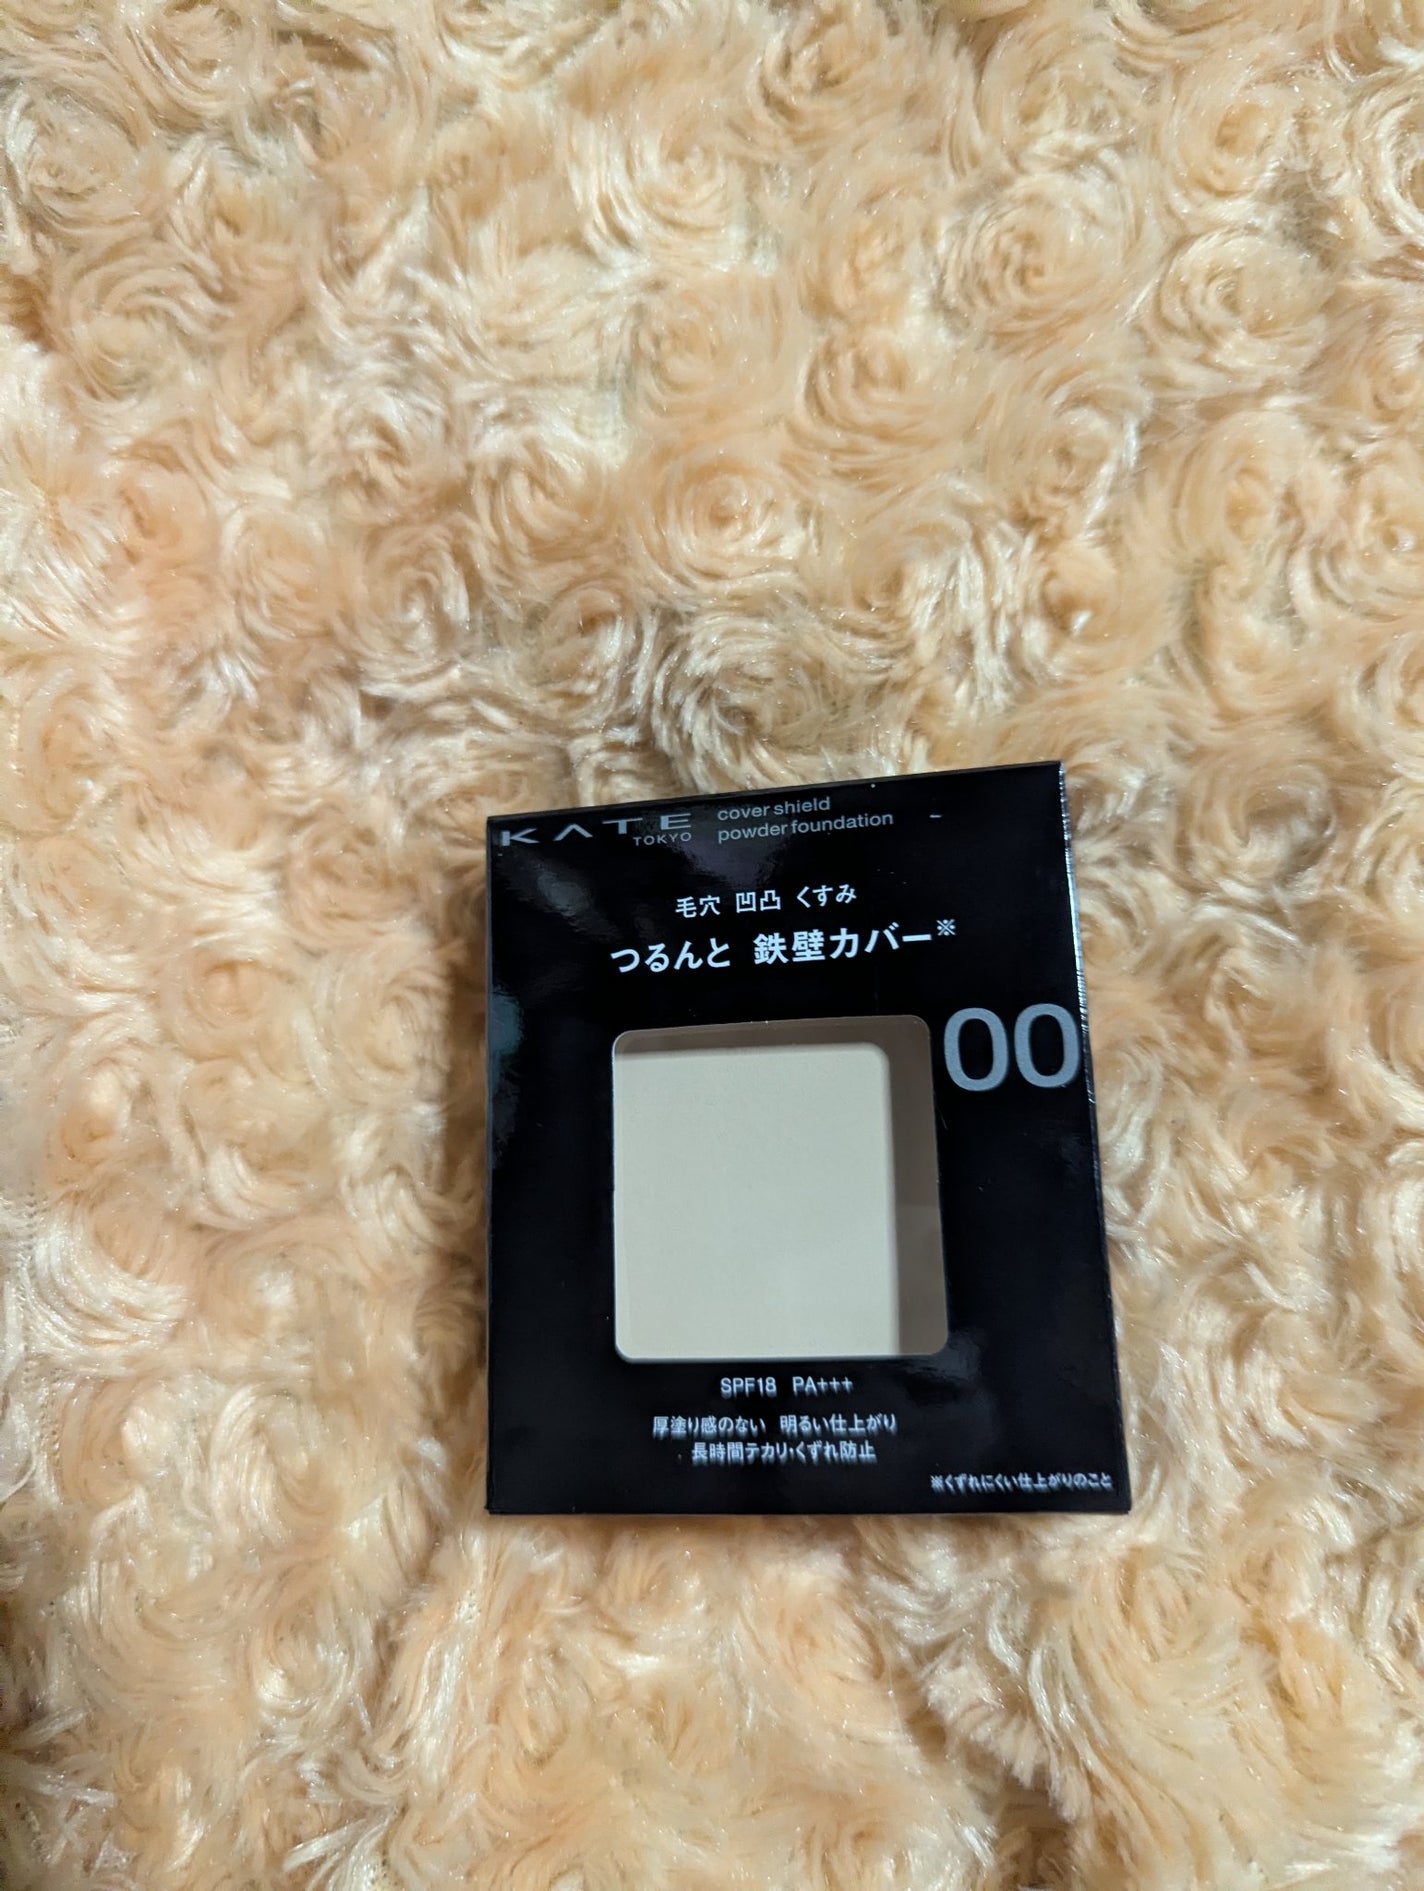 KATE TOKYO
cover shield
powder foundation
毛穴 凹凸 くすみ
つるんと 鉄壁カバー※
00
SPF18 PA+++
厚塗り感のない 明るい仕上がり
長時間テカリ・くずれ防止
※くずれにくい仕上がりのこと